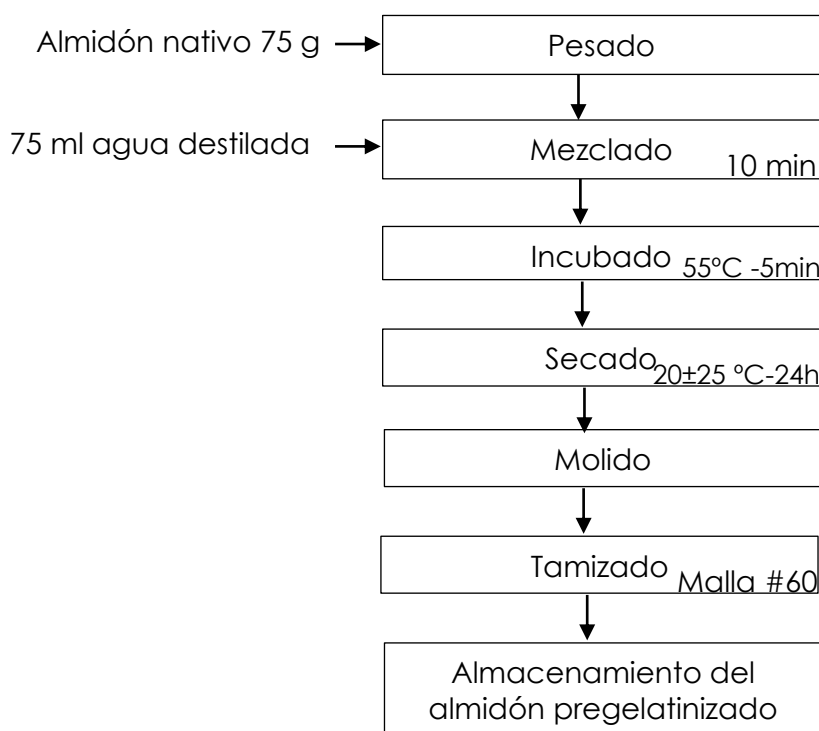 Almidón nativo 75 g
Pesado
75 ml agua destilada
Mezclado
10 min
Incubado
55ºC -5min
Secado
20±25 ºC-24h
Molido
Tamizado
Malla #60
Almacenamiento del
almidón pregelatinizado